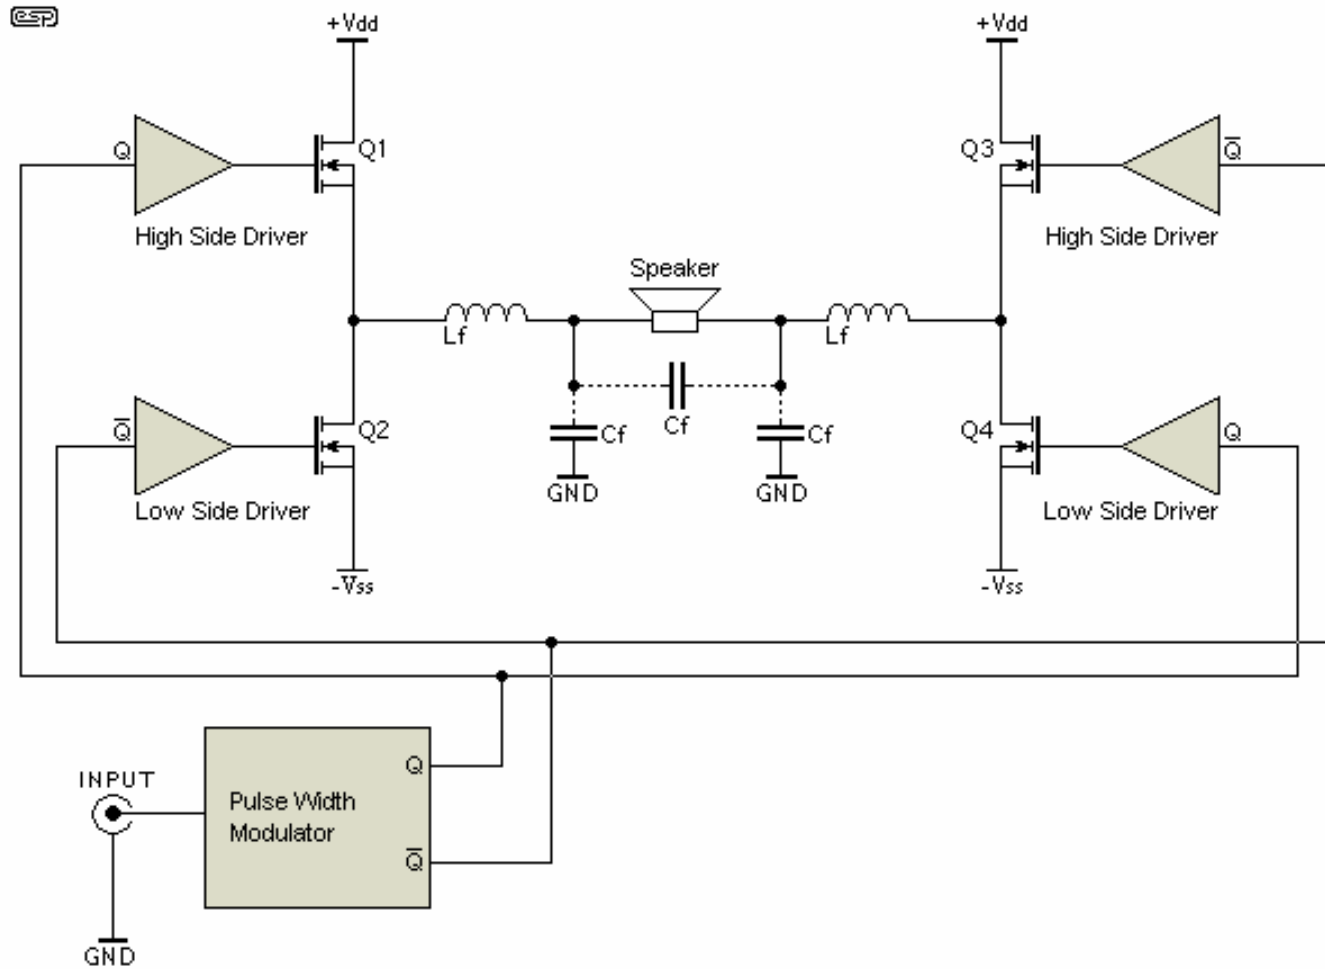 esp
+Vdd
+Vdd
Q
Q1
Q3
Q̅
High Side Driver
High Side Driver
Speaker
Lf
Lf
Q̅
Q2
Cf
Cf
Cf
Q4
Q
GND
GND
Low Side Driver
Low Side Driver
-Vss
-Vss
Q
INPUT
Pulse Width
Modulator
Q̅
GND